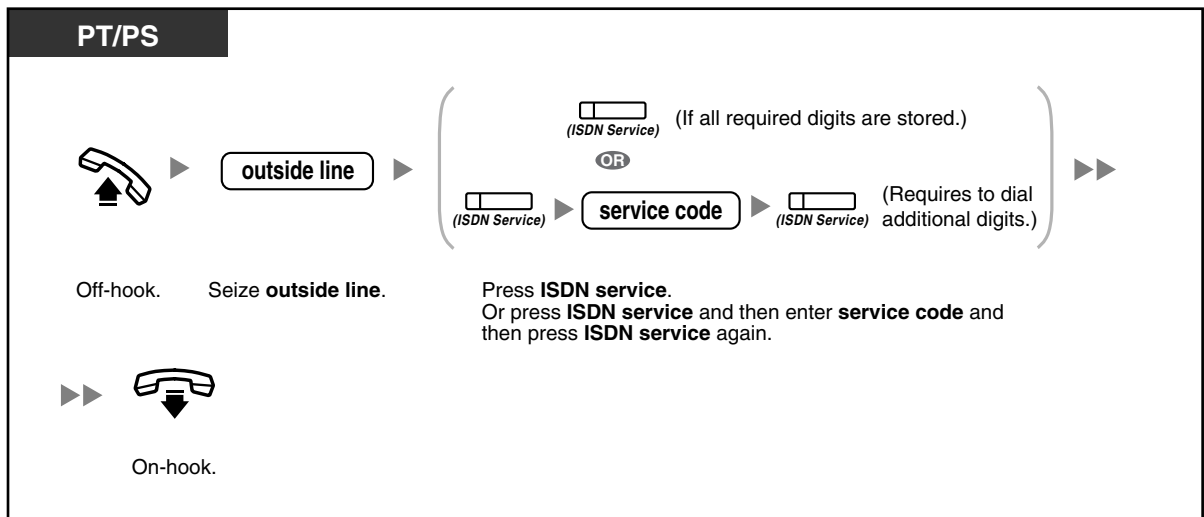 PT/PS
(ISDN Service) (If all required digits are stored.)
OR
outside line
(ISDN Service) service code (ISDN Service) (Requires to dial
additional digits.)
Off-hook. Seize outside line. Press ISDN service.
Or press ISDN service and then enter service code and
then press ISDN service again.
On-hook.